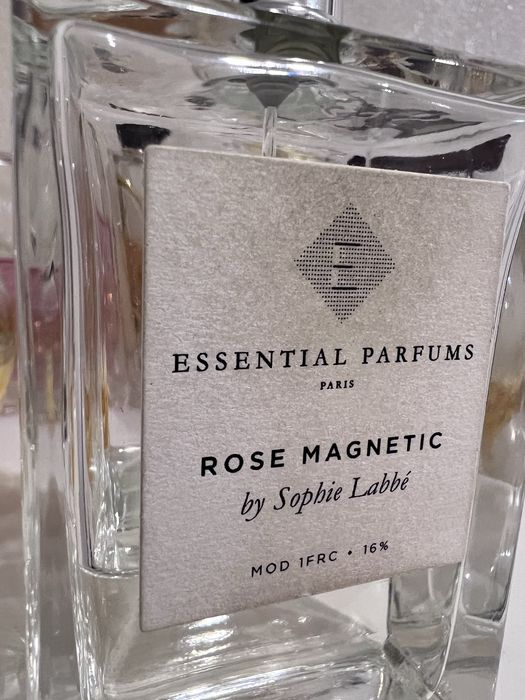 E
ESSENTIAL PARFUMS
PARIS
ROSE MAGNETIC
by Sophie Labbé
MOD 1FRC • 16%